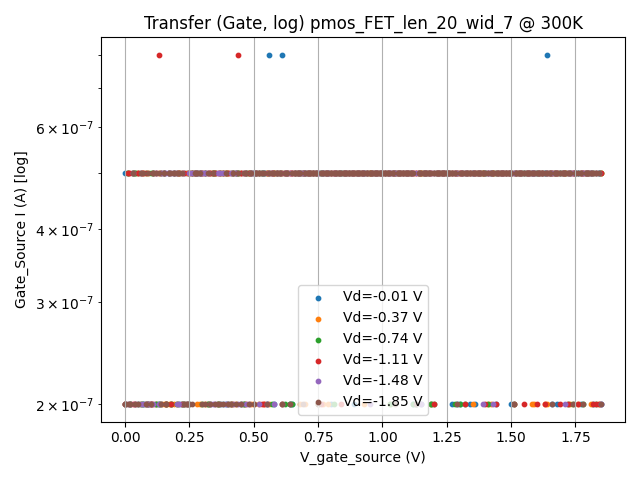 Transfer (Gate, log) pmos_FET_len_20_wid_7 @ 300K
Gate_Source I (A) [log]
6 × 10⁻⁷
4 × 10⁻⁷
3 × 10⁻⁷
2 × 10⁻⁷
Vd=-0.01 V
Vd=-0.37 V
Vd=-0.74 V
Vd=-1.11 V
Vd=-1.48 V
Vd=-1.85 V
0.00 0.25 0.50 0.75 1.00 1.25 1.50 1.75
V_gate_source (V)